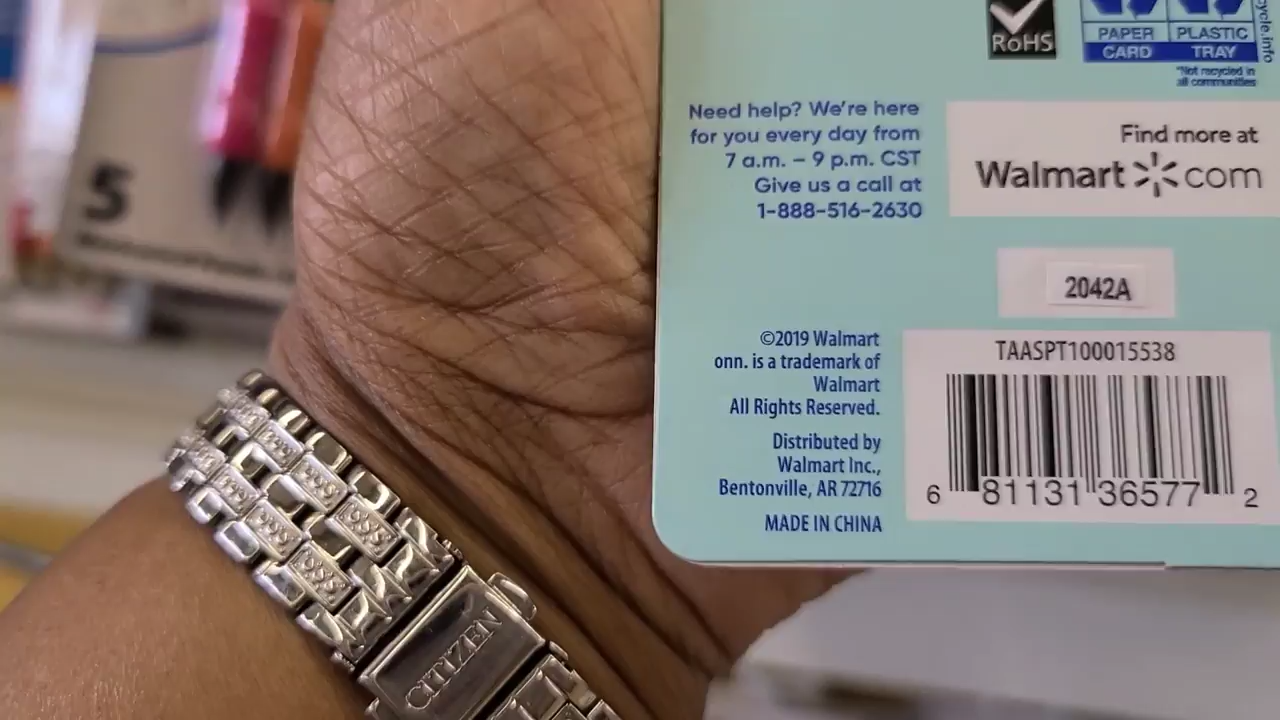 5
RoHS
PAPER
CARD
PLASTIC
TRAY
*Not recycled in
all communities
cycle.info
Need help? We're here
for you every day from
7 a.m. – 9 p.m. CST
Give us a call at
1-888-516-2630
Find more at
Walmart com
2042A
©2019 Walmart
onn. is a trademark of
Walmart
All Rights Reserved.
Distributed by
Walmart Inc.,
Bentonville, AR 72716
MADE IN CHINA
TAASPT100015538
6 81131 36577 2
CITIZEN